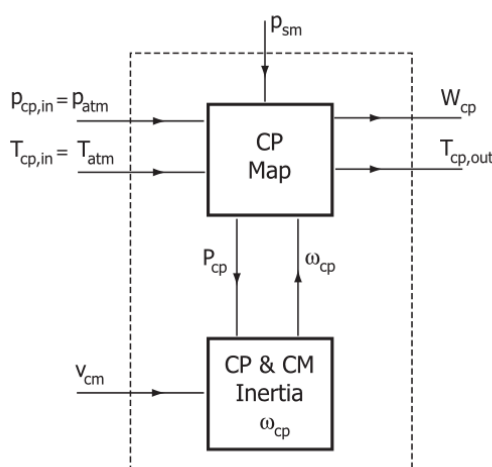 p_sm
p_cp,in = p_atm
W_cp
CP
Map
T_cp,in = T_atm
T_cp,out
P_cp
ω_cp
CP & CM
Inertia
ω_cp
v_cm